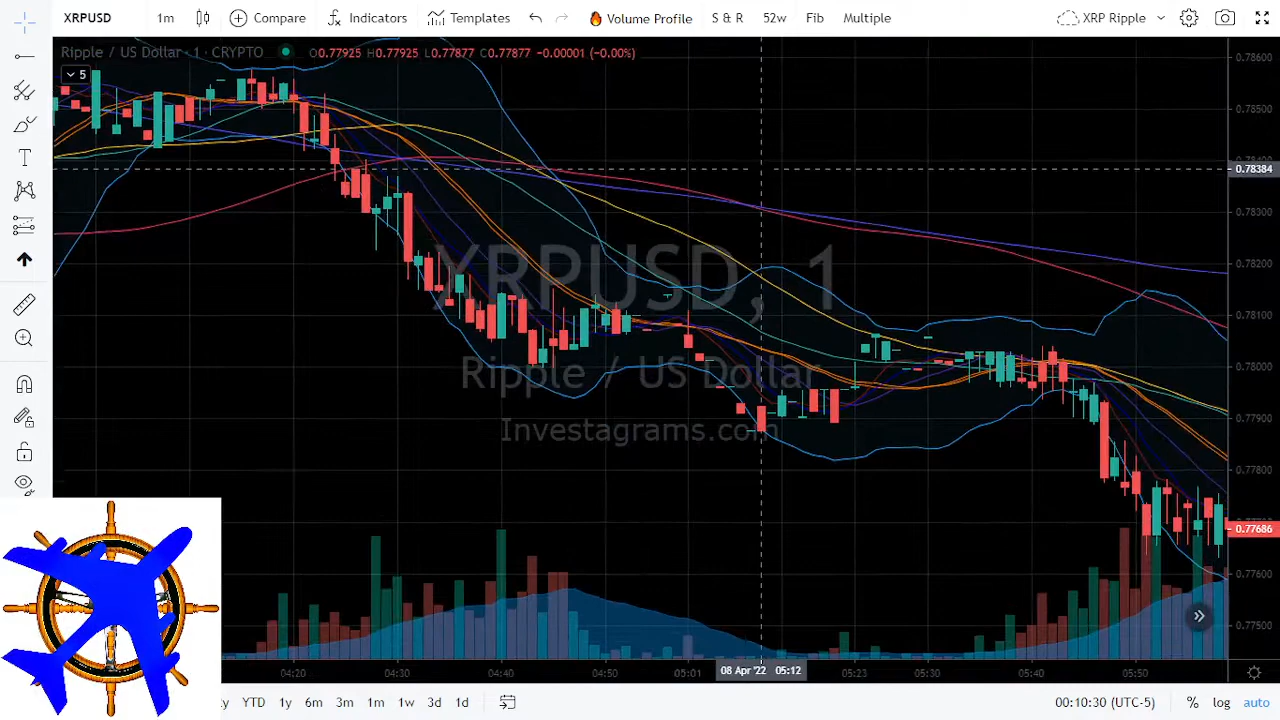 XRPUSD 1m Compare Indicators Templates Volume Profile S & R 52w Fib Multiple XRP Ripple
Ripple / US Dollar · 1 · CRYPTO O0.77925 H0.77925 L0.77877 C0.77877 −0.00001 (−0.00%)
5
0.78600
0.78500
0.78384
0.78300
0.78200
0.78100
0.78000
0.77900
0.77800
0.77686
0.77600
0.77500
XRPUSD, 1
Ripple / US Dollar
Investagrams.com
04:20 04:30 04:40 04:50 05:01 08 Apr '22 05:12 05:23 05:30 05:40 05:50
YTD 1y 6m 3m 1m 1w 3d 1d 00:10:30 (UTC-5) % log auto